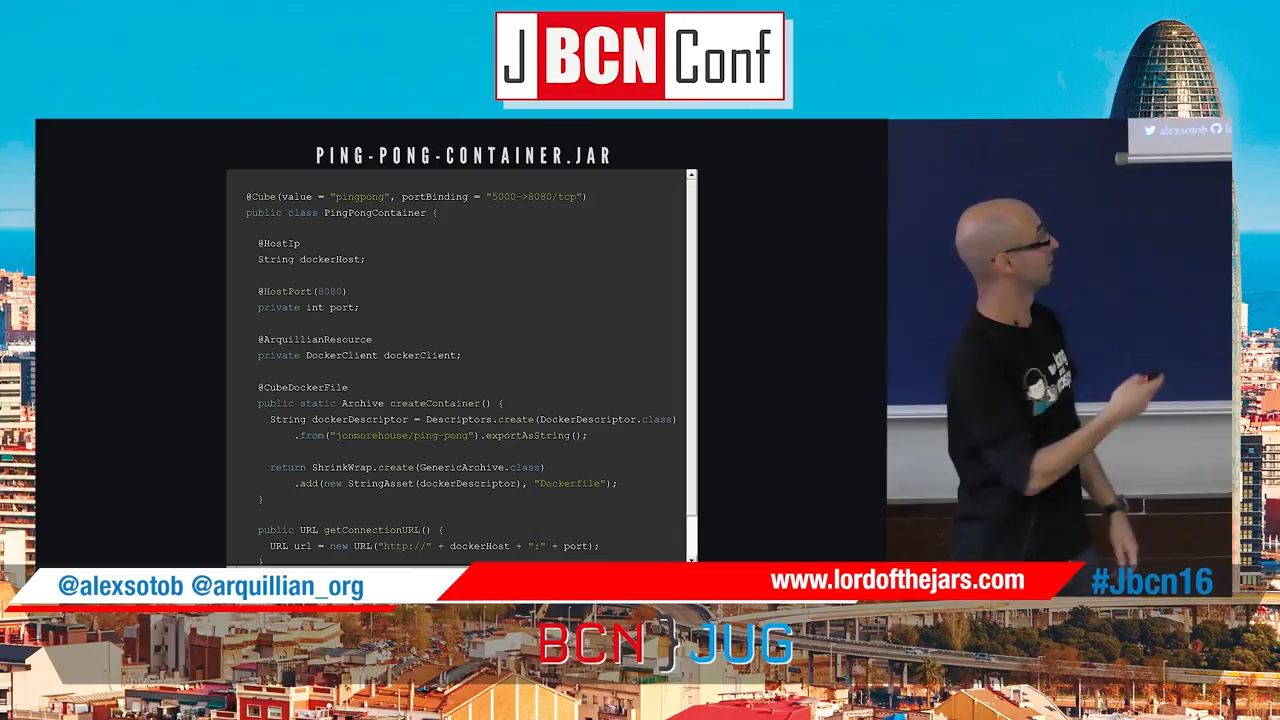 J BCN Conf
alexsotob
PING-PONG-CONTAINER.JAR
@Cube(value = "pingpong", portBinding = "5000->8080/tcp")
public class PingPongContainer {
@HostIp
String dockerHost;
@HostPort(8080)
private int port;
@ArquillianResource
private DockerClient dockerClient;
@CubeDockerFile
public static Archive createContainer() {
String dockerDescriptor = Descriptors.create(DockerDescriptor.class)
.from("jonmorehouse/ping-pong").exportAsString();
return ShrinkWrap.create(GenericArchive.class)
.add(new StringAsset(dockerDescriptor), "Dockerfile");
}
public URL getConnectionURL() {
URL url = new URL("http://" + dockerHost + ":" + port);
}
@alexsotob @arquillian_org
www.lordofthejars.com
#Jbcn16
BCN JUG